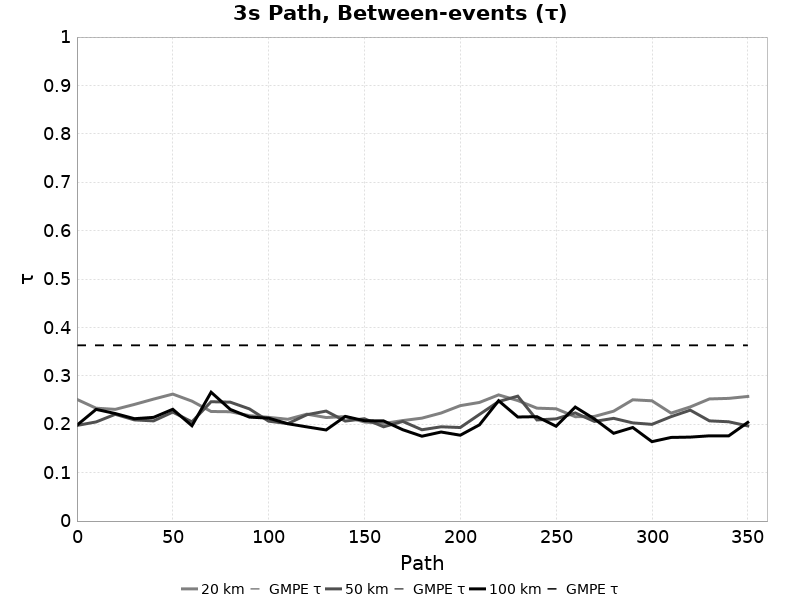 3s Path, Between-events (τ)
1
0.9
0.8
0.7
0.6
0.5
0.4
0.3
0.2
0.1
0
τ
0 50 100 150 200 250 300 350
Path
20 km GMPE τ 50 km GMPE τ 100 km GMPE τ